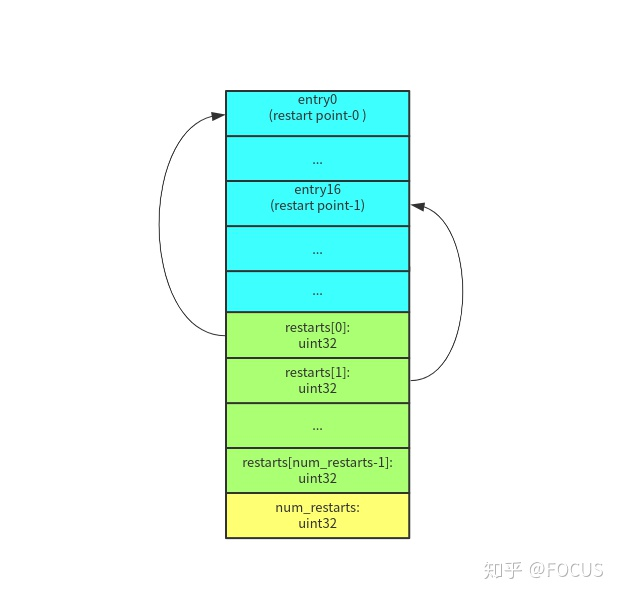 entry0
(restart point-0 )
...
entry16
(restart point-1)
...
...
restarts[0]:
uint32
restarts[1]:
uint32
...
restarts[num_restarts-1]:
uint32
num_restarts:
uint32
知乎 @FOCUS